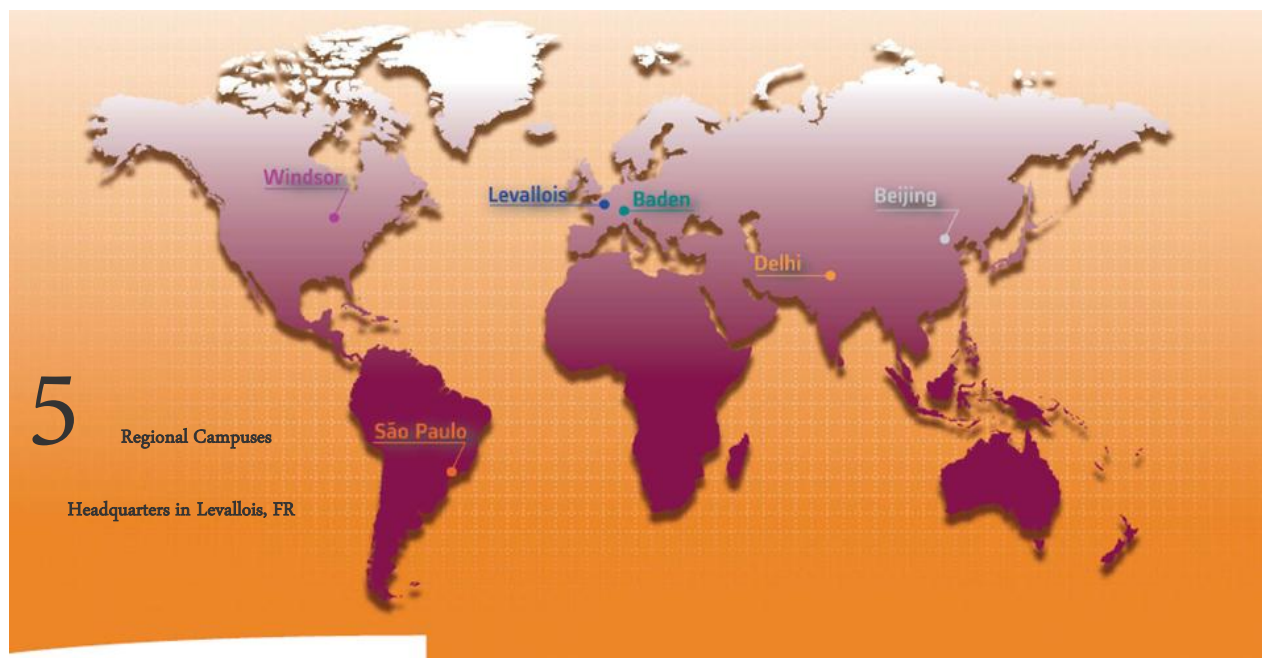 Windsor
Levallois
Baden
Beijing
Delhi
São Paulo
5
Regional Campuses
Headquarters in Levallois, FR